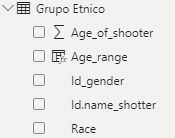 Grupo Etnico
Age_of_shooter
Age_range
Id_gender
Id.name_shotter
Race